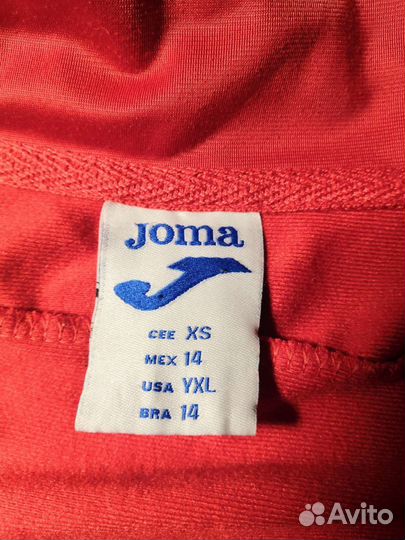 Joma
CEE XS
MEX 14
USA YXL
BRA 14
Avito